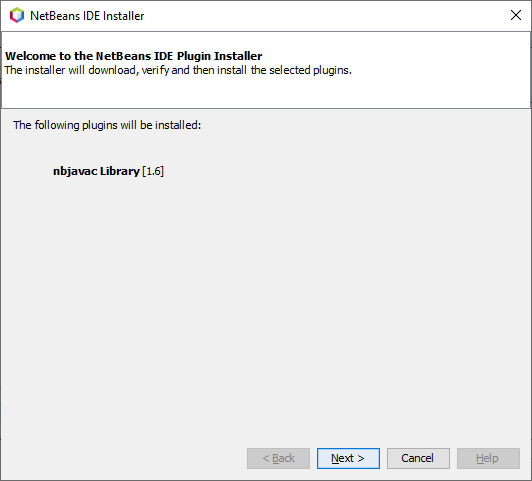 NetBeans IDE Installer
Welcome to the NetBeans IDE Plugin Installer
The installer will download, verify and then install the selected plugins.
The following plugins will be installed:
nbjavac Library [1.6]
< Back
Next >
Cancel
Help